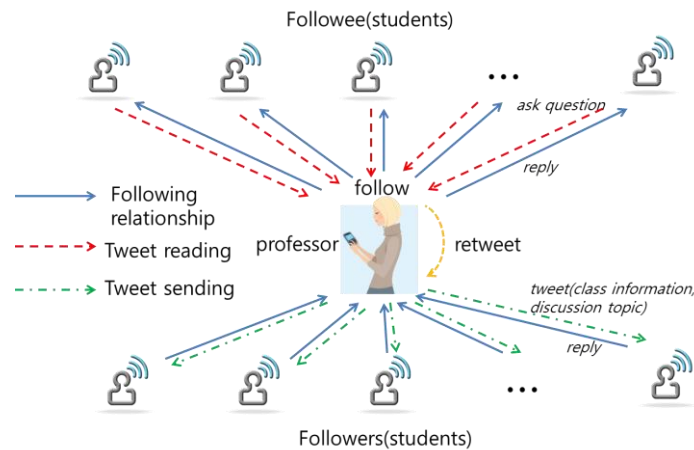 Followee(students)
...
ask question
reply
follow
Following
relationship
professor
retweet
Tweet reading
Tweet sending
tweet(class information,
discussion topic)
reply
...
Followers(students)